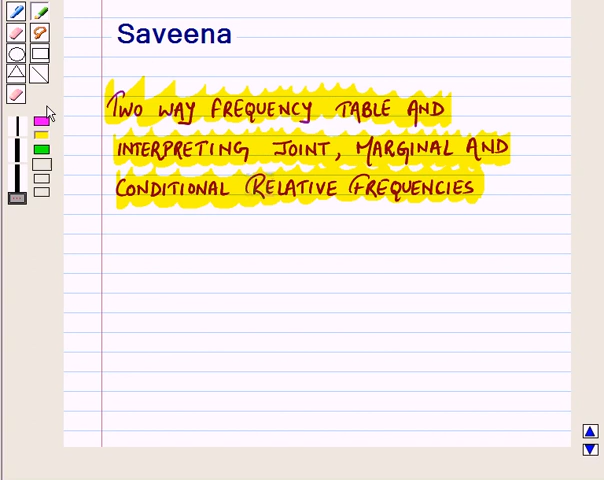 Saveena
TWO WAY FREQUENCY TABLE AND
INTERPRETING JOINT, MARGINAL AND
CONDITIONAL RELATIVE FREQUENCIES